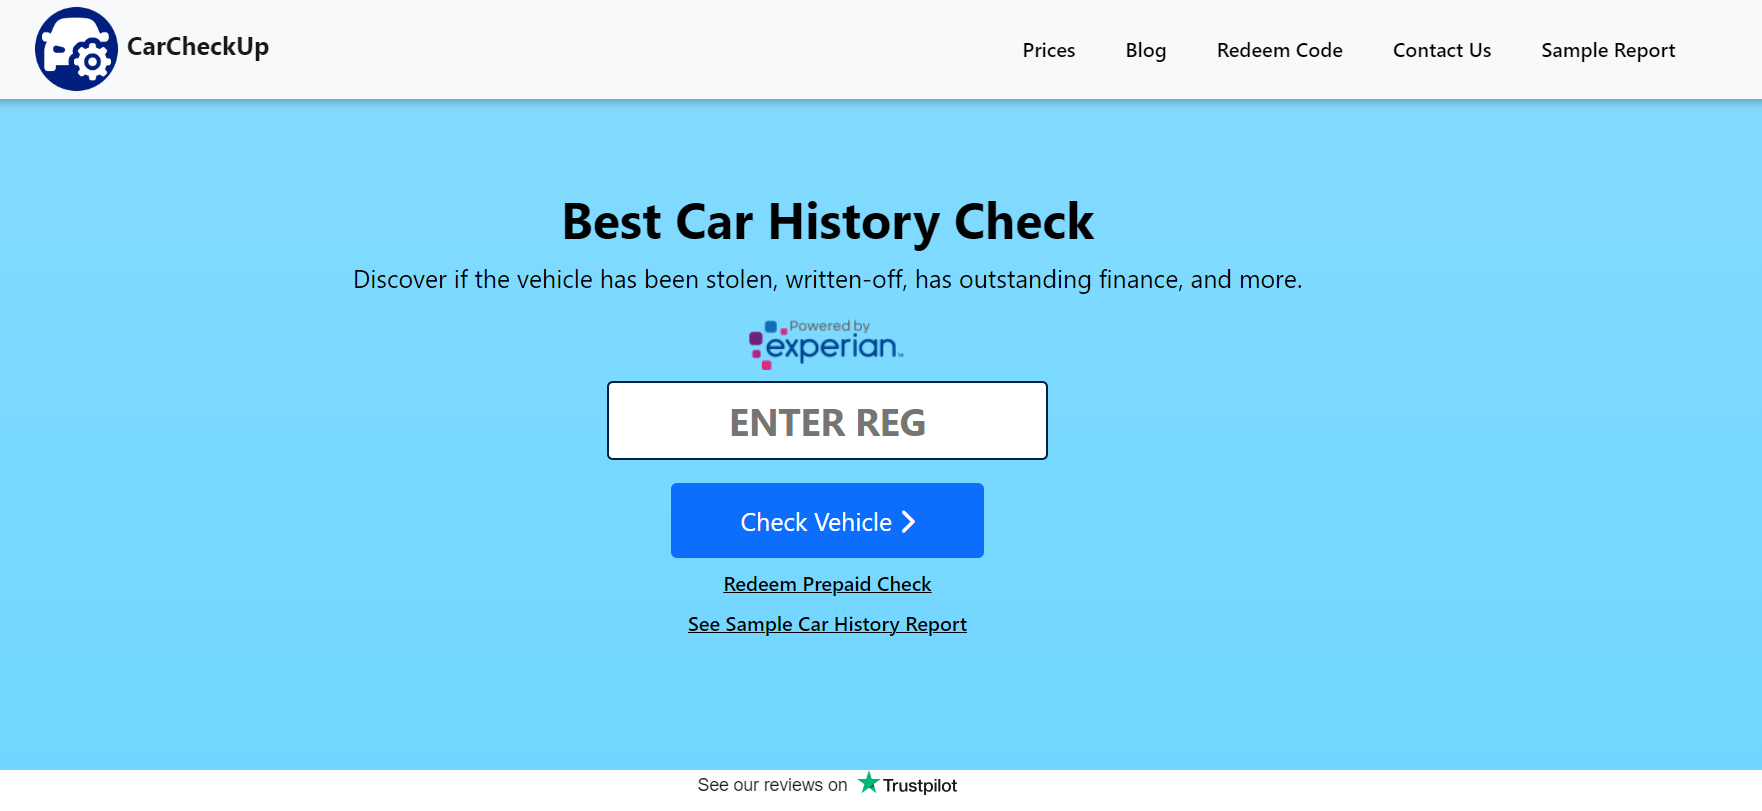 CarCheckUp
Prices Blog Redeem Code Contact Us Sample Report
Best Car History Check
Discover if the vehicle has been stolen, written-off, has outstanding finance, and more.
Powered by
experian
ENTER REG
Check Vehicle
Redeem Prepaid Check
See Sample Car History Report
See our reviews on Trustpilot